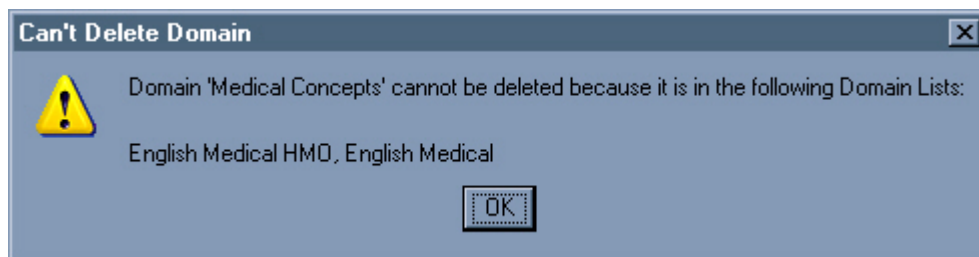 Can't Delete Domain
Domain 'Medical Concepts' cannot be deleted because it is in the following Domain Lists:
English Medical HMO, English Medical
OK